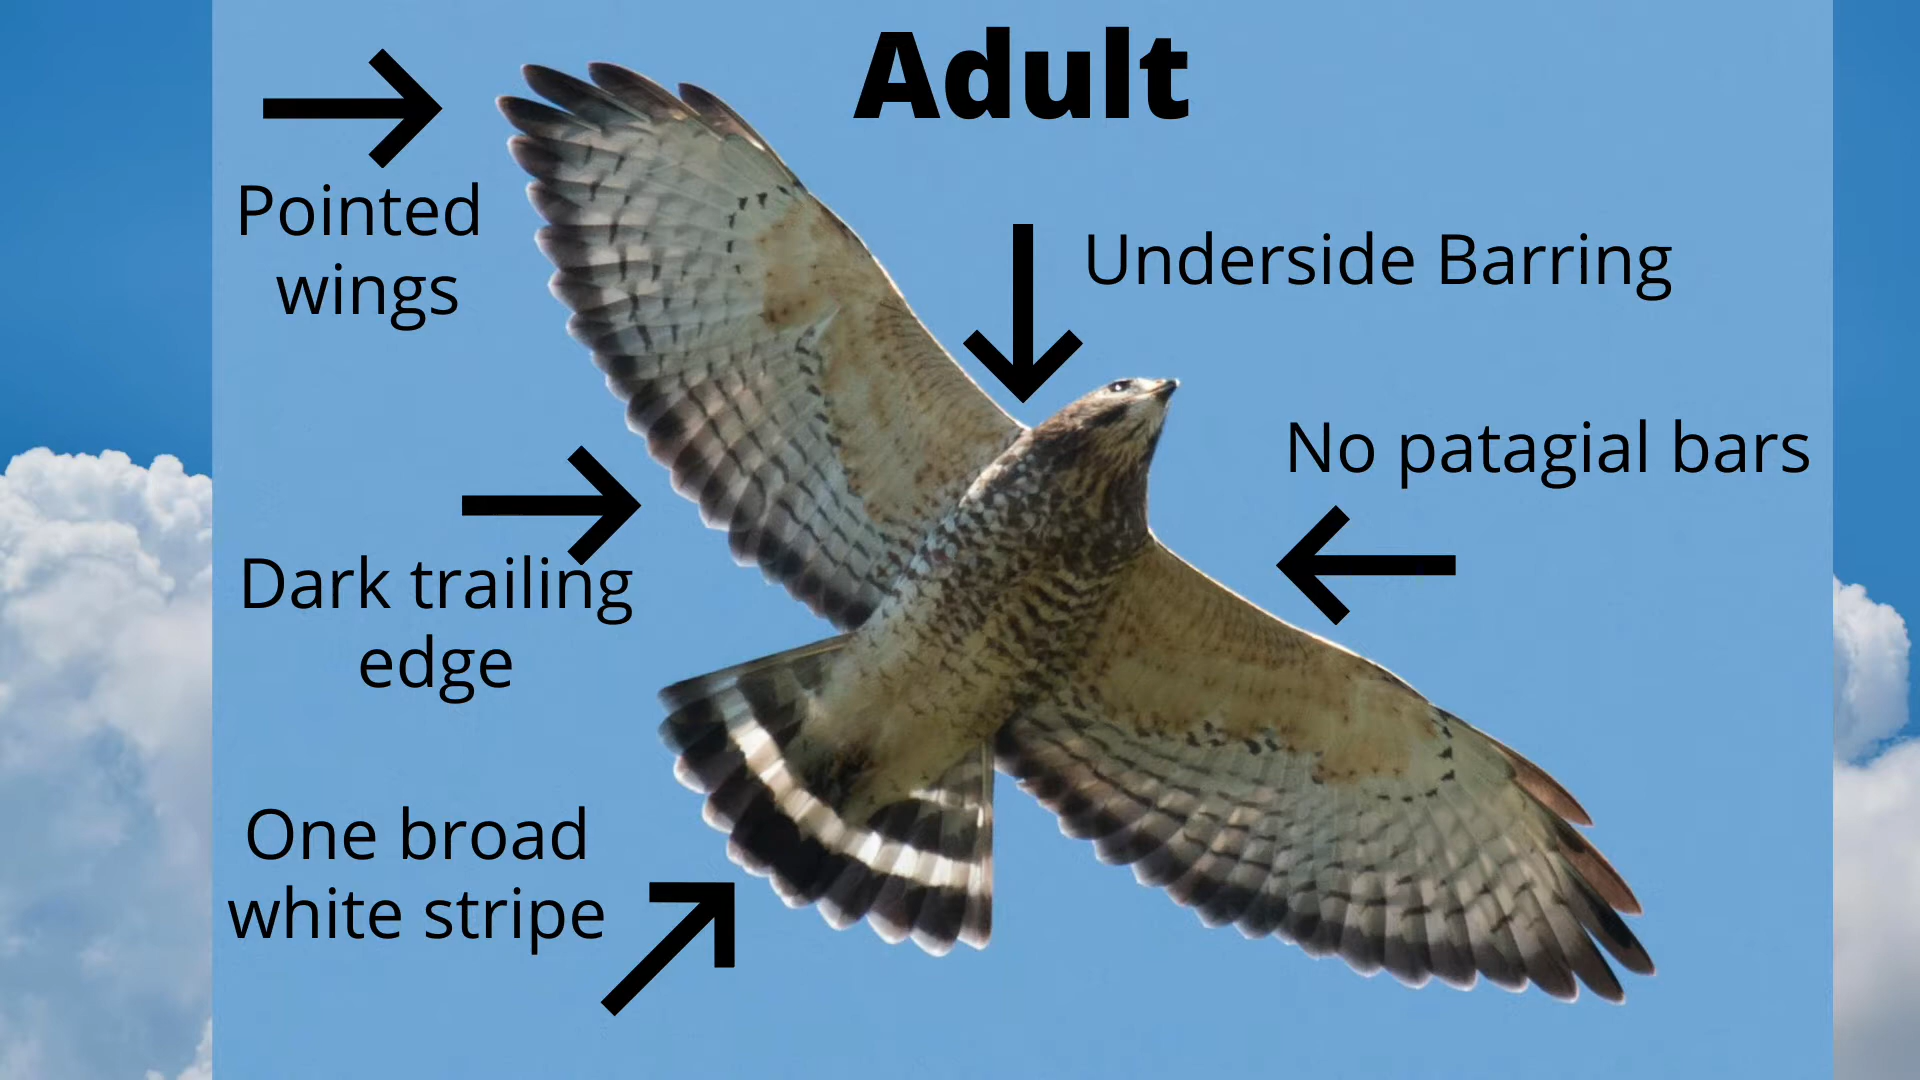 Adult
Pointed
wings
Underside Barring
No patagial bars
Dark trailing
edge
One broad
white stripe